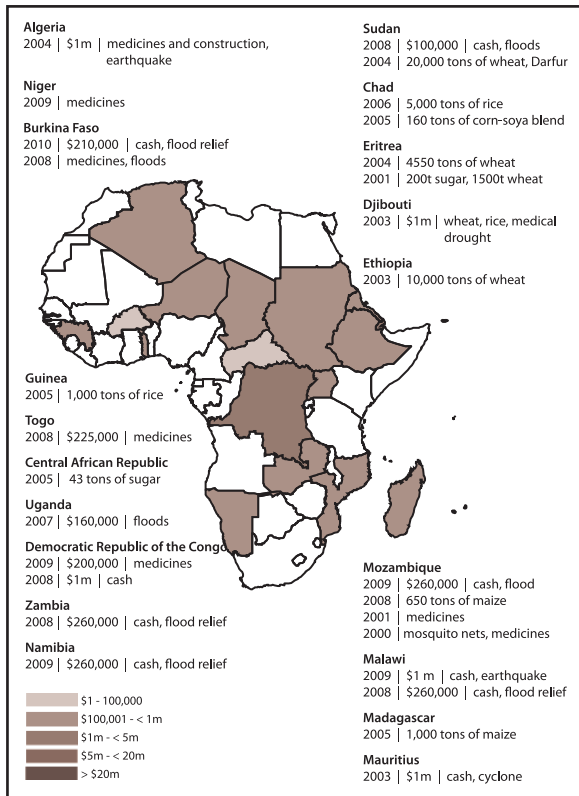 Algeria
2004 | $1m | medicines and construction,
earthquake
Niger
2009 | medicines
Burkina Faso
2010 | $210,000 | cash, flood relief
2008 | medicines, floods
Sudan
2008 | $100,000 | cash, floods
2004 | 20,000 tons of wheat, Darfur
Chad
2006 | 5,000 tons of rice
2005 | 160 tons of corn-soya blend
Eritrea
2004 | 4550 tons of wheat
2001 | 200t sugar, 1500t wheat
Djibouti
2003 | $1m | wheat, rice, medical
drought
Ethiopia
2003 | 10,000 tons of wheat
Guinea
2005 | 1,000 tons of rice
Togo
2008 | $225,000 | medicines
Central African Republic
2005 | 43 tons of sugar
Uganda
2007 | $160,000 | floods
Democratic Republic of the Congo
2009 | $200,000 | medicines
2008 | $1m | cash
Zambia
2008 | $260,000 | cash, flood relief
Namibia
2009 | $260,000 | cash, flood relief
Mozambique
2009 | $260,000 | cash, flood
2008 | 650 tons of maize
2001 | medicines
2000 | mosquito nets, medicines
Malawi
2009 | $1 m | cash, earthquake
2008 | $260,000 | cash, flood relief
Madagascar
2005 | 1,000 tons of maize
Mauritius
2003 | $1m | cash, cyclone
$1 - 100,000
$100,001 - < 1m
$1m - < 5m
$5m - < 20m
> $20m